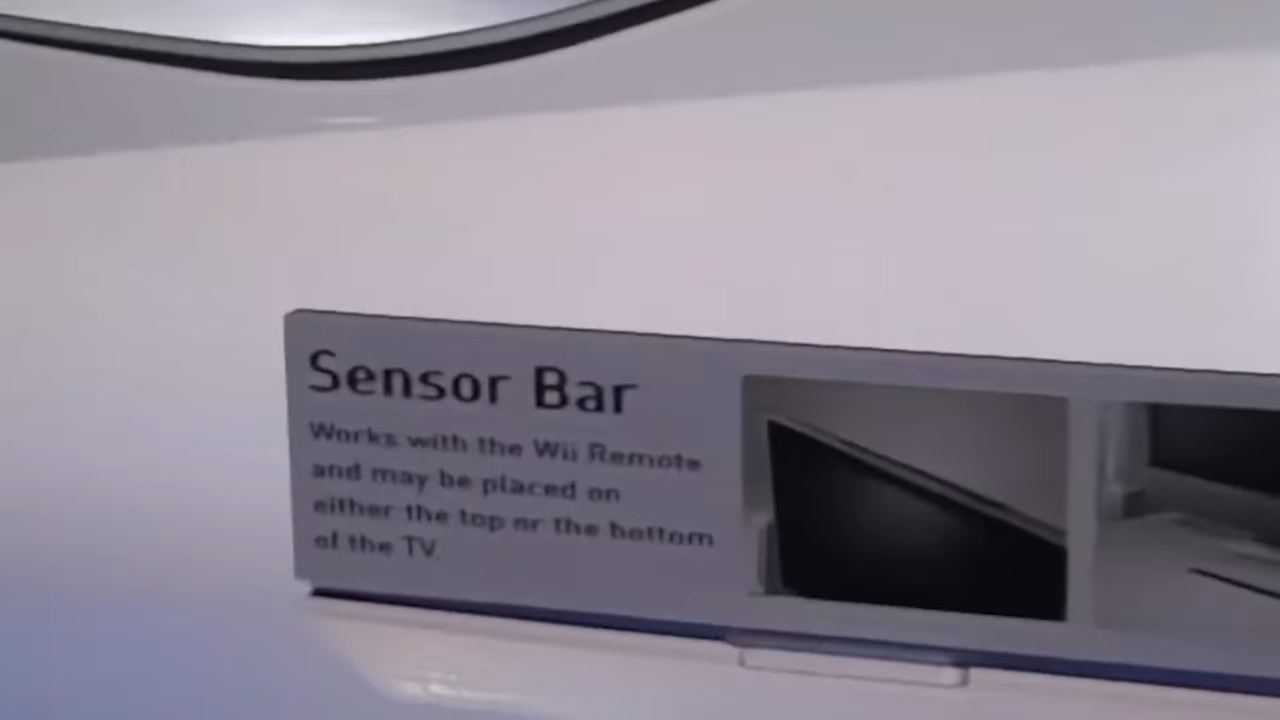 Sensor Bar
Works with the Wii Remote
and may be placed on
either the top or the bottom
of the TV